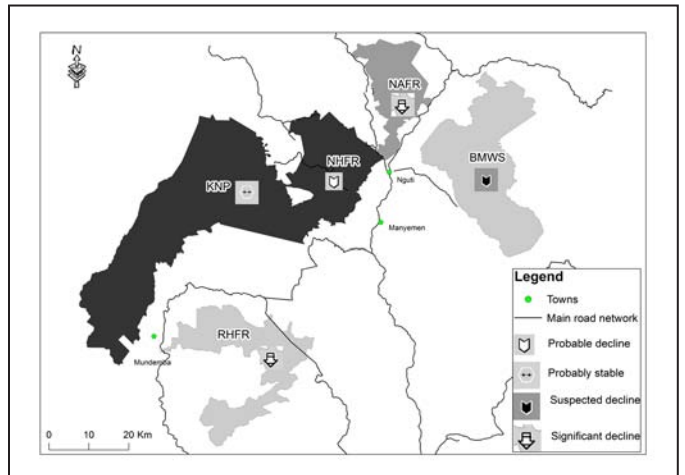 N
NAFR
NHFR
BMWS
KNP
Nguti
Manyemen
RHFR
Mundemba
0 10 20 Km
Legend
Towns
Main road network
Probable decline
Probably stable
Suspected decline
Significant decline